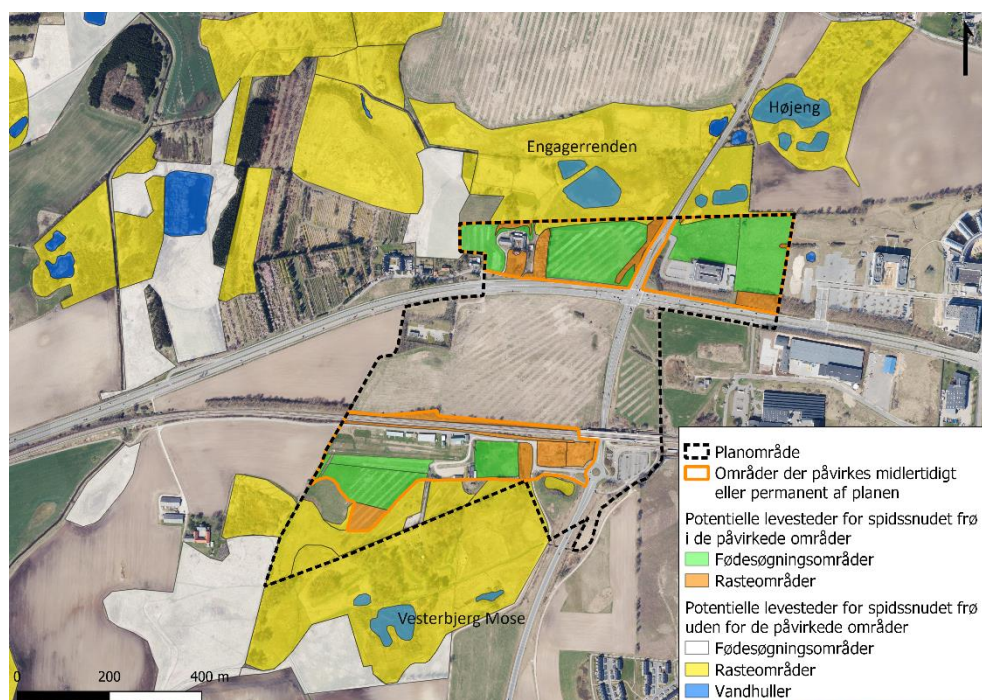 Højeng
Engagerrenden
Vesterbjerg Mose
0 200 400 m
Planområde
Områder der påvirkes midlertidigt
eller permanent af planen
Potentielle levesteder for spidssnudet frø
i de påvirkede områder
Fødesøgningsområder
Rasteområder
Potentielle levesteder for spidssnudet frø
uden for de påvirkede områder
Fødesøgningsområder
Rasteområder
Vandhuller